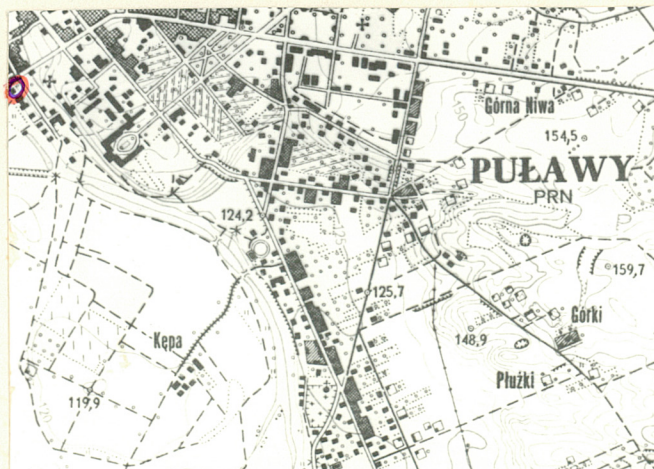 Górna Niwa
154,5
PUŁAWY
PRN
124,2
159,7
125,7
Górki
148,9
Kępa
Płużki
119,9